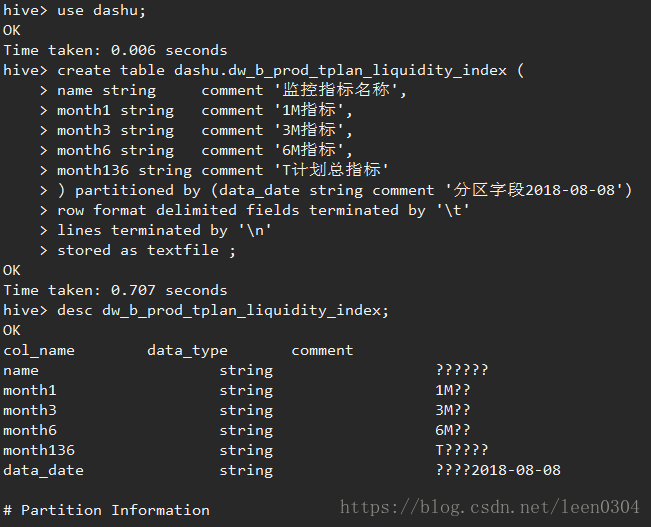 hive> use dashu;
OK
Time taken: 0.006 seconds
hive> create table dashu.dw_b_prod_tplan_liquidity_index (
    > name string     comment '监控指标名称',
    > month1 string   comment '1M指标',
    > month3 string   comment '3M指标',
    > month6 string   comment '6M指标',
    > month136 string comment 'T计划总指标'
    > ) partitioned by (data_date string comment '分区字段2018-08-08')
    > row format delimited fields terminated by '\t'
    > lines terminated by '\n'
    > stored as textfile ;
OK
Time taken: 0.707 seconds
hive> desc dw_b_prod_tplan_liquidity_index;
OK
col_name        data_type       comment
name                    string                  ??????
month1                  string                  1M??
month3                  string                  3M??
month6                  string                  6M??
month136                string                  T?????
data_date               string                  ????2018-08-08
# Partition Information
https://blog.csdn.net/leen0304